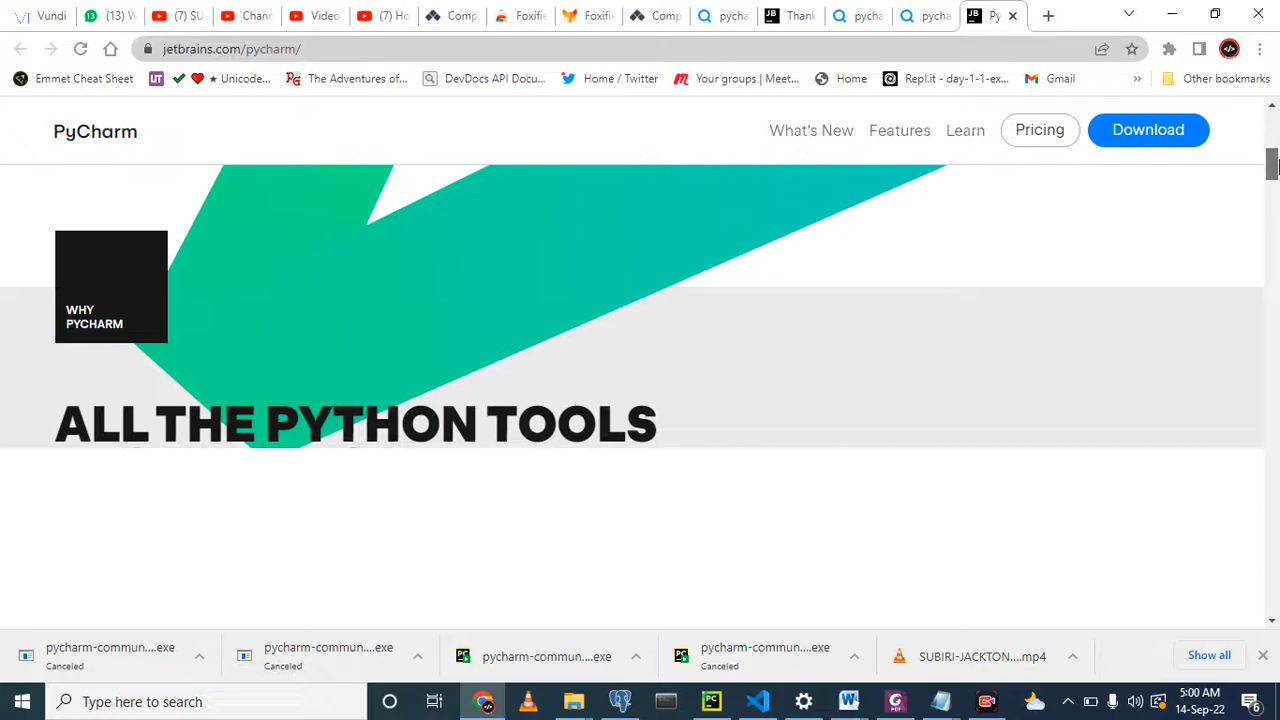 Vundi
(13) W
(7) SU
Chann
Video
(7) Ho
Comp
Foxifie
Foxifie
Comp
pycha
Thank
pycha
pycha
Py
jetbrains.com/pycharm/
Emmet Cheat Sheet
★ Unicode...
The Adventures of...
DevDocs API Docu...
Home / Twitter
Your groups | Meet...
Home
Repl.it - day-1-1-ex...
Gmail
»
Other bookmarks
PyCharm
What's New
Features
Learn
Pricing
Download
WHY
PYCHARM
ALL THE PYTHON TOOLS
pycharm-commun....exe
Canceled
pycharm-commun....exe
Canceled
pycharm-commun....exe
pycharm-commun....exe
Canceled
SUBIRI-JACKTON....mp4
Show all
Type here to search
5:00 AM
14-Sep-22
6